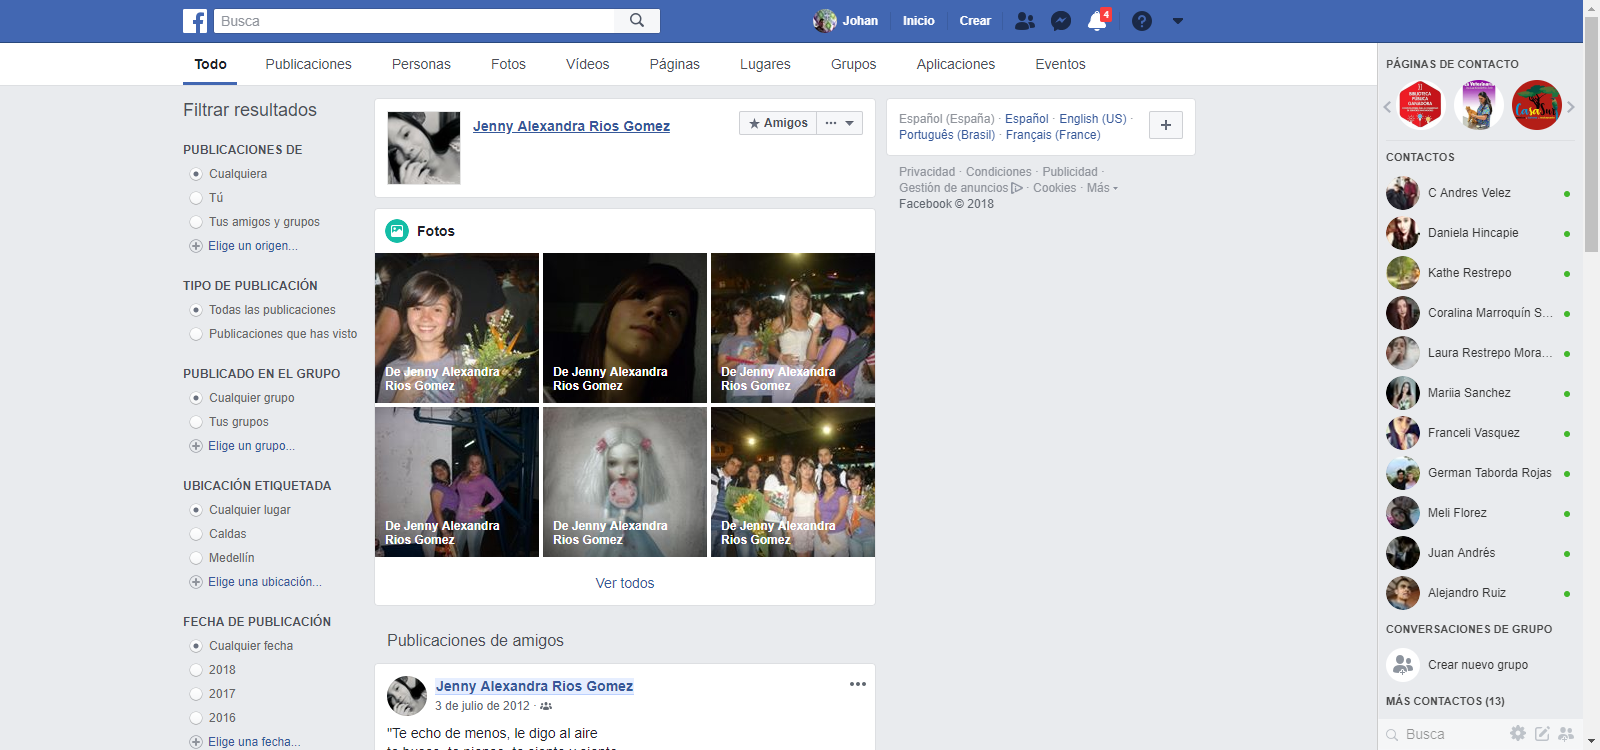 Busca
Johan
Inicio
Crear
4
Todo
Publicaciones
Personas
Fotos
Vídeos
Páginas
Lugares
Grupos
Aplicaciones
Eventos
Filtrar resultados
PUBLICACIONES DE
Cualquiera
Tú
Tus amigos y grupos
Elige un origen...
TIPO DE PUBLICACIÓN
Todas las publicaciones
Publicaciones que has visto
PUBLICADO EN EL GRUPO
Cualquier grupo
Tus grupos
Elige un grupo...
UBICACIÓN ETIQUETADA
Cualquier lugar
Caldas
Medellín
Elige una ubicación...
FECHA DE PUBLICACIÓN
Cualquier fecha
2018
2017
2016
Elige una fecha...
Jenny Alexandra Rios Gomez
Amigos
Fotos
De Jenny Alexandra
Rios Gomez
De Jenny Alexandra
Rios Gomez
De Jenny Alexandra
Rios Gomez
De Jenny Alexandra
Rios Gomez
De Jenny Alexandra
Rios Gomez
De Jenny Alexandra
Rios Gomez
Ver todos
Publicaciones de amigos
Jenny Alexandra Rios Gomez
3 de julio de 2012 ·
"Te echo de menos, le digo al aire
Español (España) · Español · English (US) ·
Português (Brasil) · Français (France)
Privacidad · Condiciones · Publicidad ·
Gestión de anuncios · Cookies · Más
Facebook © 2018
PÁGINAS DE CONTACTO
BIBLIOTECA
PÚBLICA
GANADORA
CasaSur
CONTACTOS
C Andres Velez
Daniela Hincapie
Kathe Restrepo
Coralina Marroquín S...
Laura Restrepo Mora...
Mariia Sanchez
Franceli Vasquez
German Taborda Rojas
Meli Florez
Juan Andrés
Alejandro Ruiz
CONVERSACIONES DE GRUPO
Crear nuevo grupo
MÁS CONTACTOS (13)
Busca